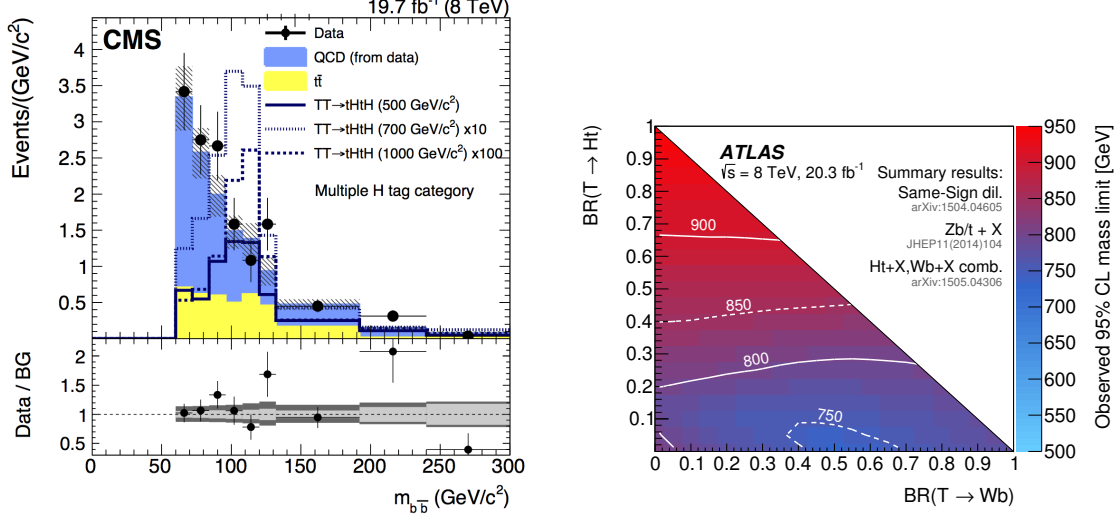 19.7 fb⁻¹ (8 TeV)
CMS
Data
QCD (from data)
tt̄
TT→tHtH (500 GeV/c²)
TT→tHtH (700 GeV/c²) x10
TT→tHtH (1000 GeV/c²) x100
Multiple H tag category
Events/(GeV/c²)
4
3.5
3
2.5
2
1.5
1
0.5
Data / BG
2
1.5
1
0.5
0 50 100 150 200 250 300
m_bb̄ (GeV/c²)
ATLAS
√s = 8 TeV, 20.3 fb⁻¹
Summary results:
Same-Sign dil.
arXiv:1504.04605
Zb/t + X
JHEP11(2014)104
Ht+X,Wb+X comb.
arXiv:1505.04306
900
850
800
750
BR(T → Ht)
1
0.9
0.8
0.7
0.6
0.5
0.4
0.3
0.2
0.1
0 0.1 0.2 0.3 0.4 0.5 0.6 0.7 0.8 0.9 1
BR(T → Wb)
950
900
850
800
750
700
650
600
550
500
Observed 95% CL mass limit [GeV]